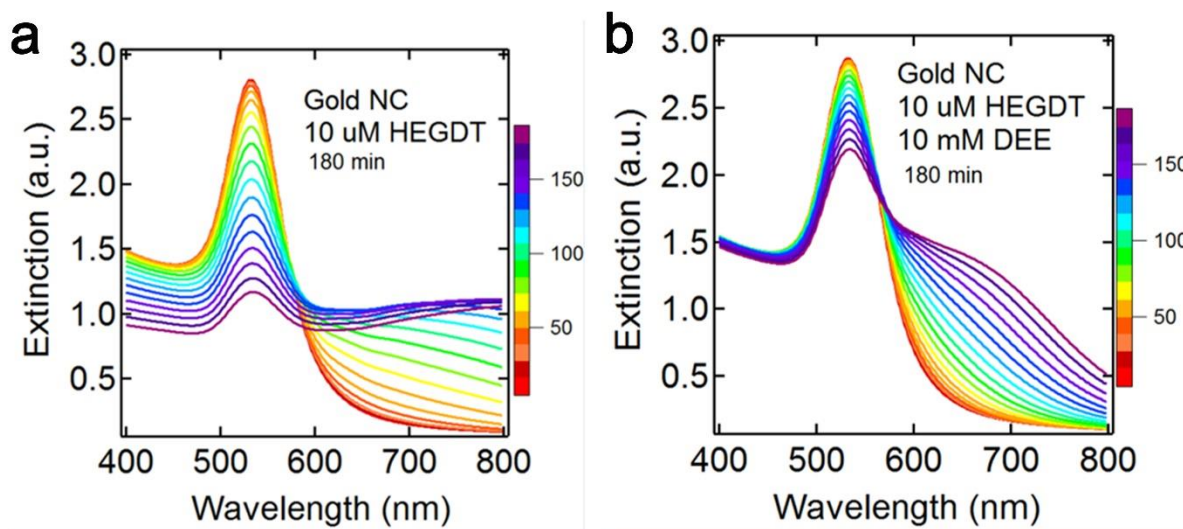 a
3.0
2.5
2.0
1.5
1.0
0.5
Extinction (a.u.)
Gold NC
10 uM HEGDT
180 min
150
100
50
400 500 600 700 800
Wavelength (nm)
b
3.0
2.5
2.0
1.5
1.0
0.5
Extinction (a.u.)
Gold NC
10 uM HEGDT
10 mM DEE
180 min
150
100
50
400 500 600 700 800
Wavelength (nm)